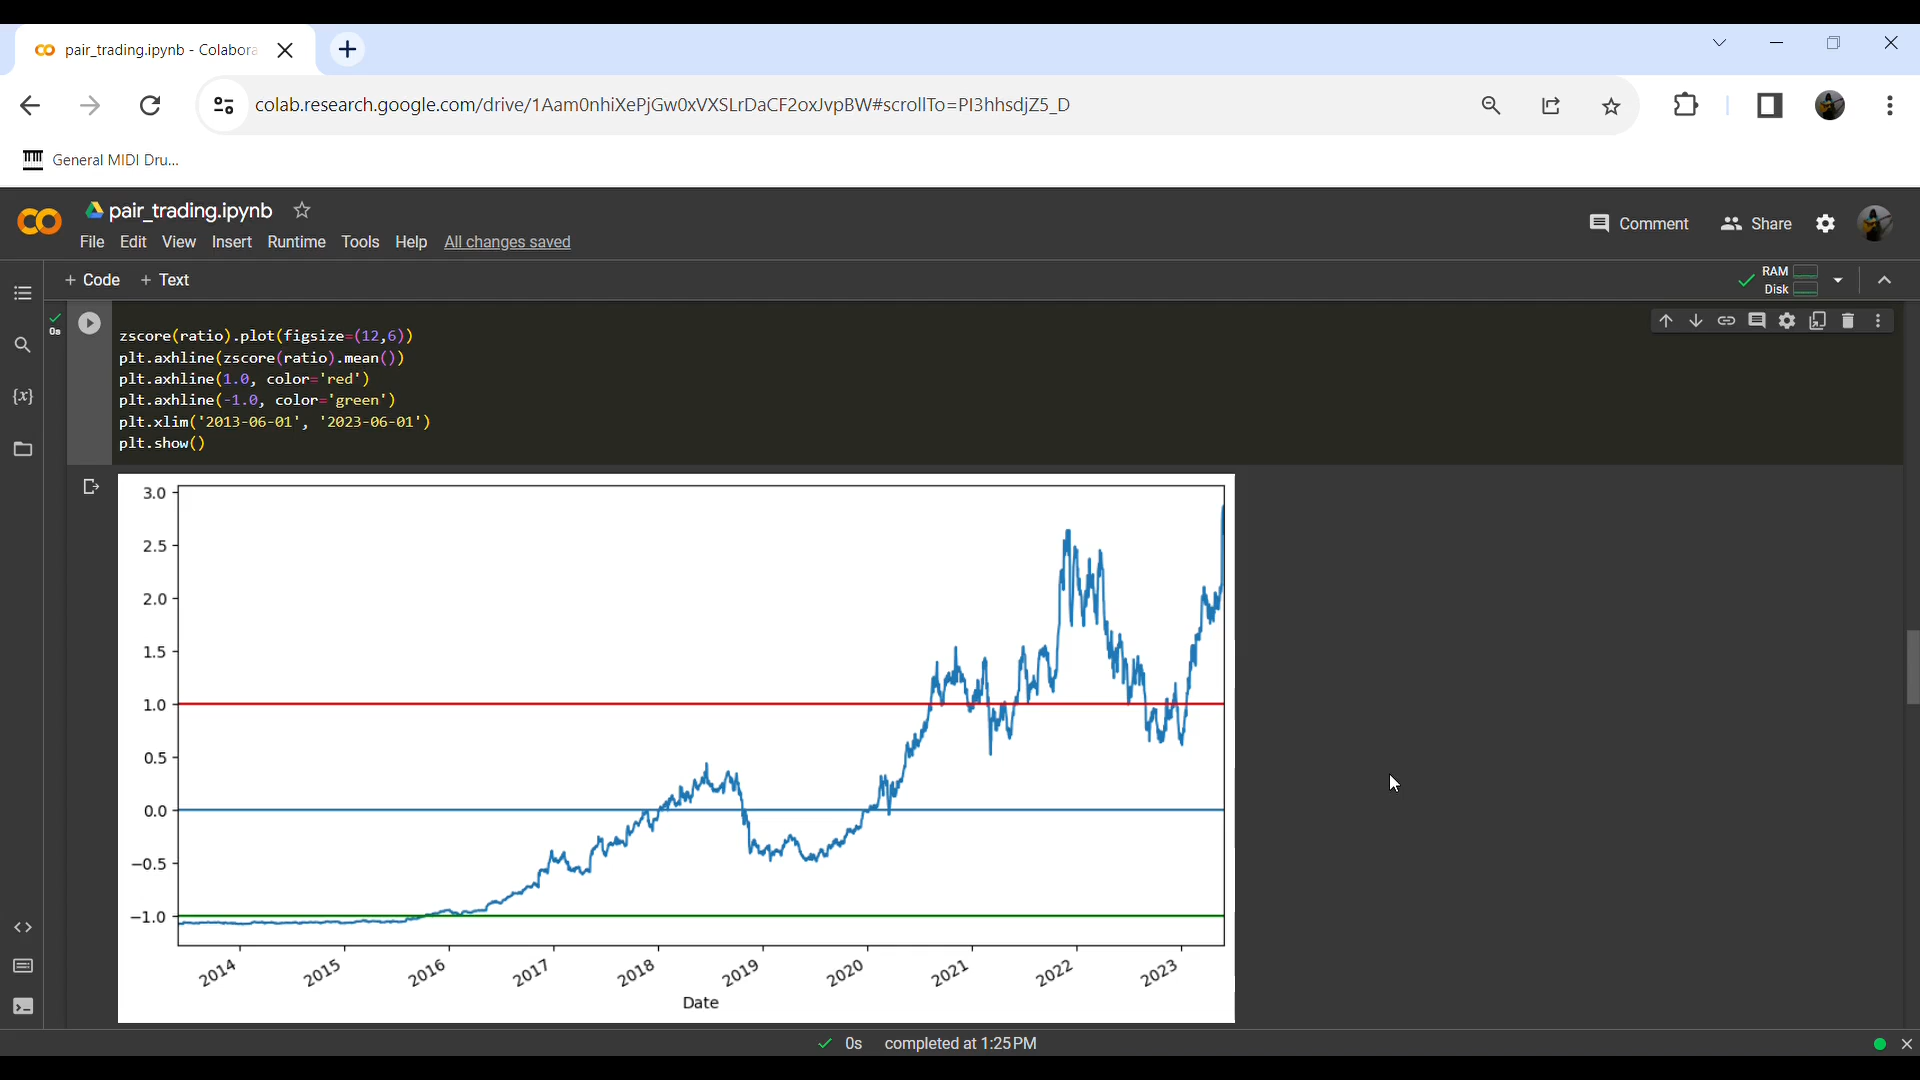 pair_trading.ipynb - Colabora
colab.research.google.com/drive/1Aam0nhiXePjGw0xVXSLrDaCF2oxJvpBW#scrollTo=PI3hhsdjZ5_D
General MIDI Dru...
pair_trading.ipynb
File Edit View Insert Runtime Tools Help All changes saved
Comment Share
+ Code + Text
RAM
Disk
0s
zscore(ratio).plot(figsize=(12,6))
plt.axhline(zscore(ratio).mean())
plt.axhline(1.0, color='red')
plt.axhline(-1.0, color='green')
plt.xlim('2013-06-01', '2023-06-01')
plt.show()
{x}
3.0
2.5
2.0
1.5
1.0
0.5
0.0
−0.5
−1.0
2014 2015 2016 2017 2018 2019 2020 2021 2022 2023
Date
0s completed at 1:25 PM